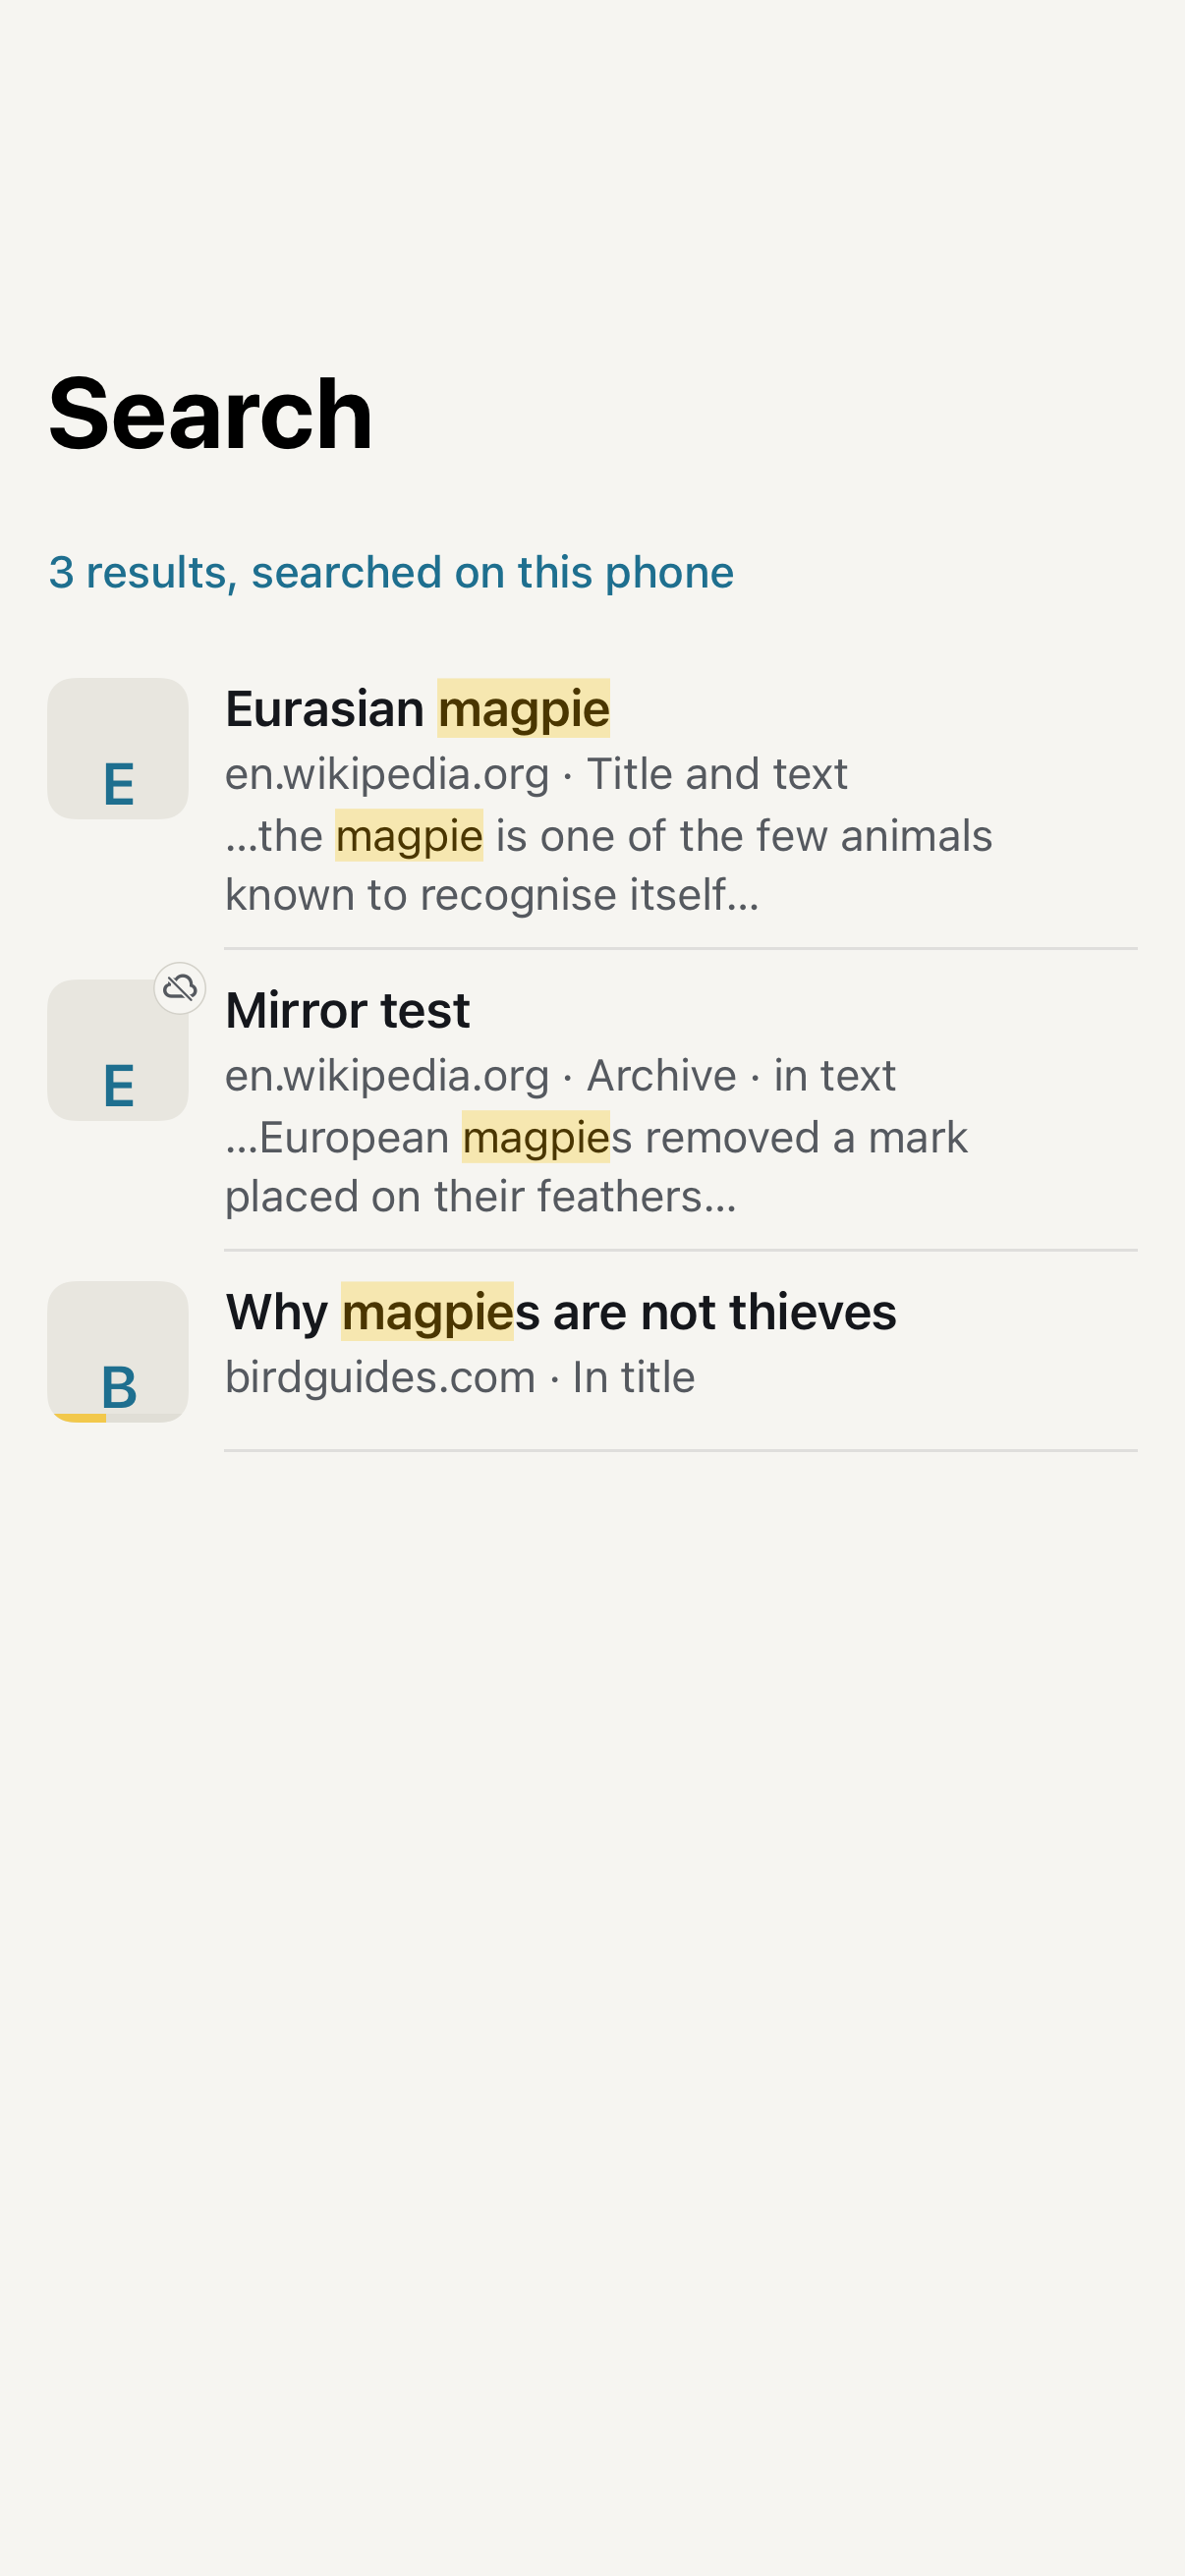 Search
3 results, searched on this phone
E
Eurasian magpie
en.wikipedia.org · Title and text
…the magpie is one of the few animals
known to recognise itself…
E
Mirror test
en.wikipedia.org · Archive · in text
…European magpies removed a mark
placed on their feathers…
B
Why magpies are not thieves
birdguides.com · In title